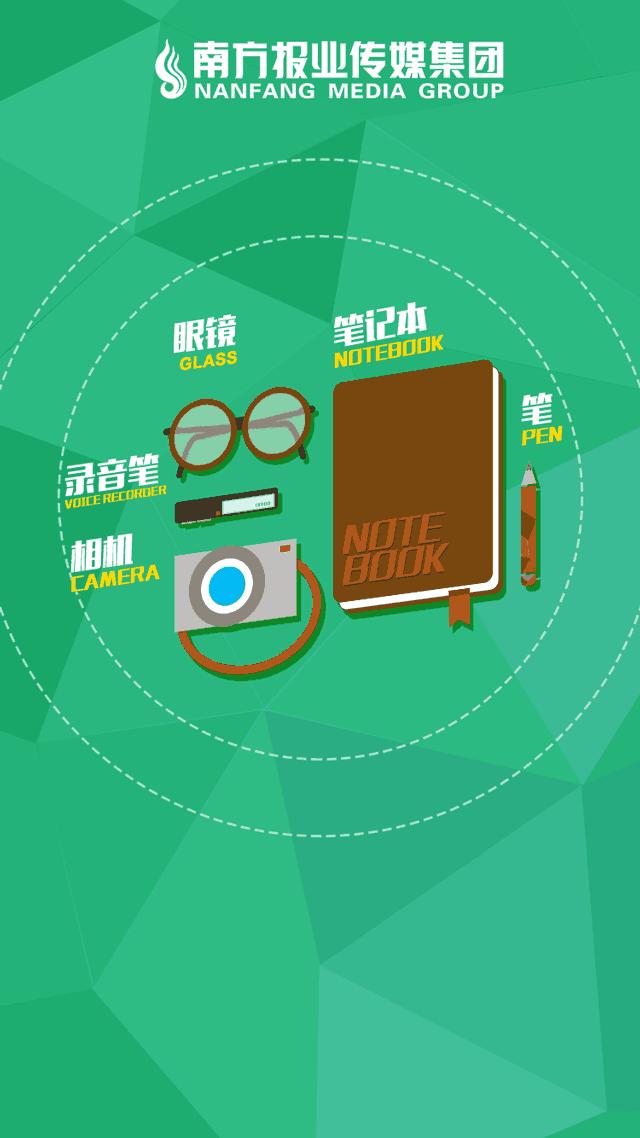 南方报业传媒集团
NANFANG MEDIA GROUP
眼镜
GLASS
笔记本
NOTEBOOK
笔
PEN
录音笔
VOICE RECORDER
相机
CAMERA
NOTE
BOOK